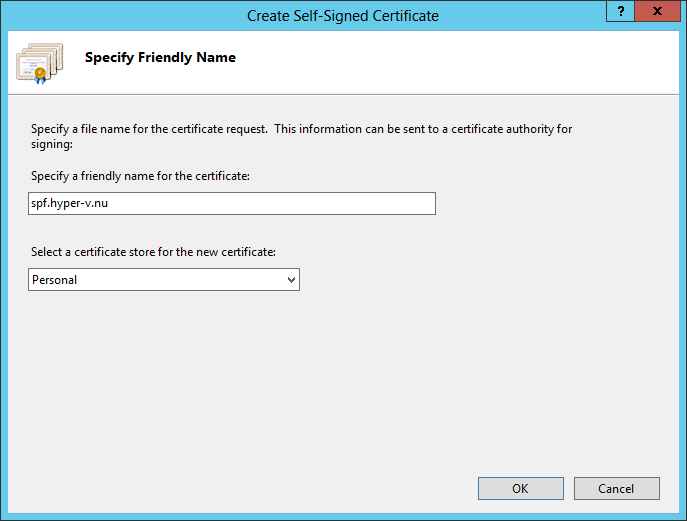 Create Self-Signed Certificate
?
x
Specify Friendly Name
Specify a file name for the certificate request.  This information can be sent to a certificate authority for
signing:
Specify a friendly name for the certificate:
spf.hyper-v.nu
Select a certificate store for the new certificate:
Personal
OK
Cancel